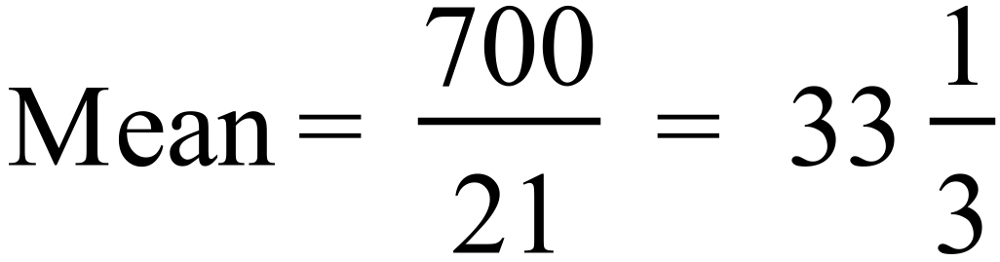 Mean = 700/21 = 33 1/3